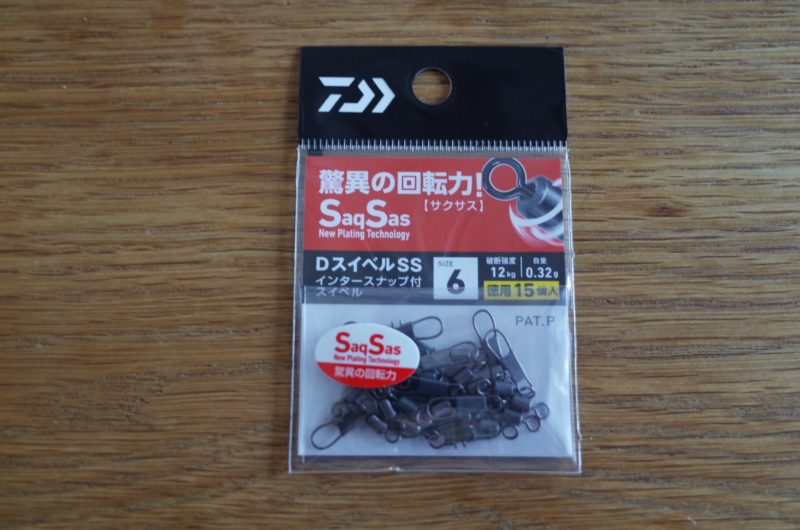 驚異の回転力!
SaqSas【サクサス】
New Plating Technology
DスイベルSS
インタースナップ付
スイベル
SIZE
6
破断強度
12kg
自重
0.32g
徳用15個入
PAT.P
SaqSas
New Plating Technology
驚異の回転力